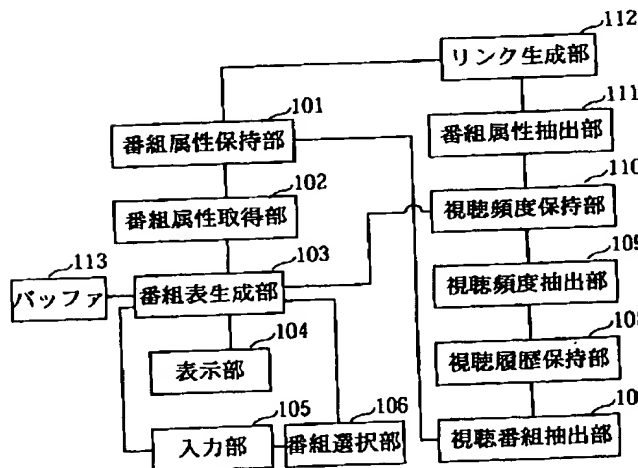 112
リンク生成部
111
番組属性抽出部
101
番組属性保持部
110
視聴頻度保持部
102
番組属性取得部
109
視聴頻度抽出部
103
番組表生成部
113
バッファ
視聴履歴保持部
104
表示部
105
入力部
106
番組選択部
視聴番組抽出部